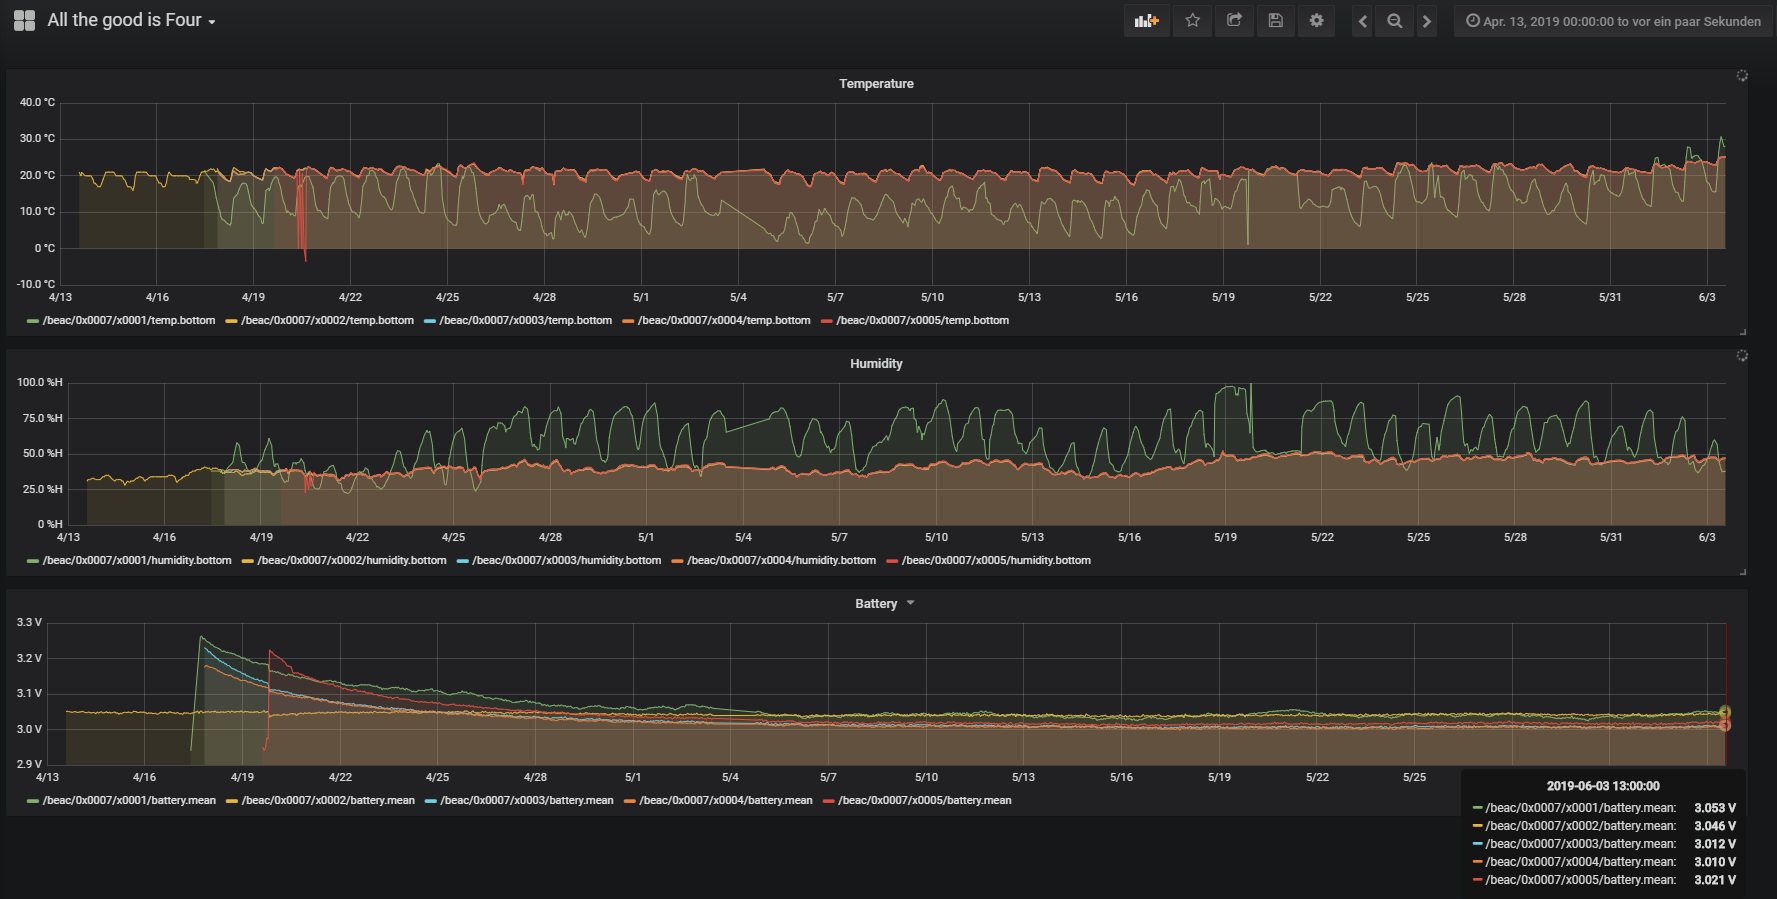 All the good is Four
Apr. 13, 2019 00:00:00 to vor ein paar Sekunden
Temperature
40.0 °C
30.0 °C
20.0 °C
10.0 °C
0 °C
-10.0 °C
4/13 4/16 4/19 4/22 4/25 4/28 5/1 5/4 5/7 5/10 5/13 5/16 5/19 5/22 5/25 5/28 5/31 6/3
/beac/0x0007/x0001/temp.bottom /beac/0x0007/x0002/temp.bottom /beac/0x0007/x0003/temp.bottom /beac/0x0007/x0004/temp.bottom /beac/0x0007/x0005/temp.bottom
Humidity
100.0 %H
75.0 %H
50.0 %H
25.0 %H
0 %H
4/13 4/16 4/19 4/22 4/25 4/28 5/1 5/4 5/7 5/10 5/13 5/16 5/19 5/22 5/25 5/28 5/31 6/3
/beac/0x0007/x0001/humidity.bottom /beac/0x0007/x0002/humidity.bottom /beac/0x0007/x0003/humidity.bottom /beac/0x0007/x0004/humidity.bottom /beac/0x0007/x0005/humidity.bottom
Battery
3.3 V
3.2 V
3.1 V
3.0 V
2.9 V
4/13 4/16 4/19 4/22 4/25 4/28 5/1 5/4 5/7 5/10 5/13 5/16 5/19 5/22 5/25
/beac/0x0007/x0001/battery.mean /beac/0x0007/x0002/battery.mean /beac/0x0007/x0003/battery.mean /beac/0x0007/x0004/battery.mean /beac/0x0007/x0005/battery.mean
2019-06-03 13:00:00
/beac/0x0007/x0001/battery.mean: 3.053 V
/beac/0x0007/x0002/battery.mean: 3.046 V
/beac/0x0007/x0003/battery.mean: 3.012 V
/beac/0x0007/x0004/battery.mean: 3.010 V
/beac/0x0007/x0005/battery.mean: 3.021 V